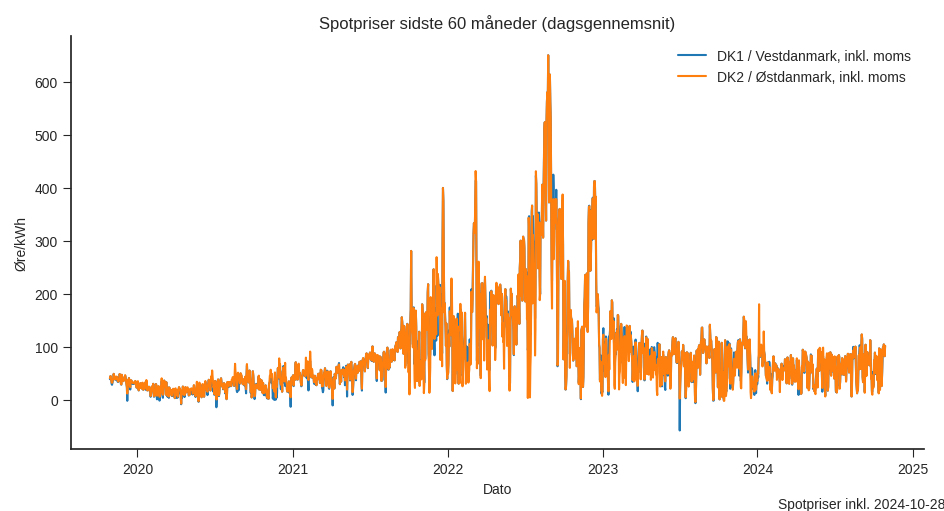 Spotpriser sidste 60 måneder (dagsgennemsnit)
DK1 / Vestdanmark, inkl. moms
DK2 / Østdanmark, inkl. moms
Øre/kWh
600
500
400
300
200
100
0
2020 2021 2022 2023 2024 2025
Dato
Spotpriser inkl. 2024-10-28